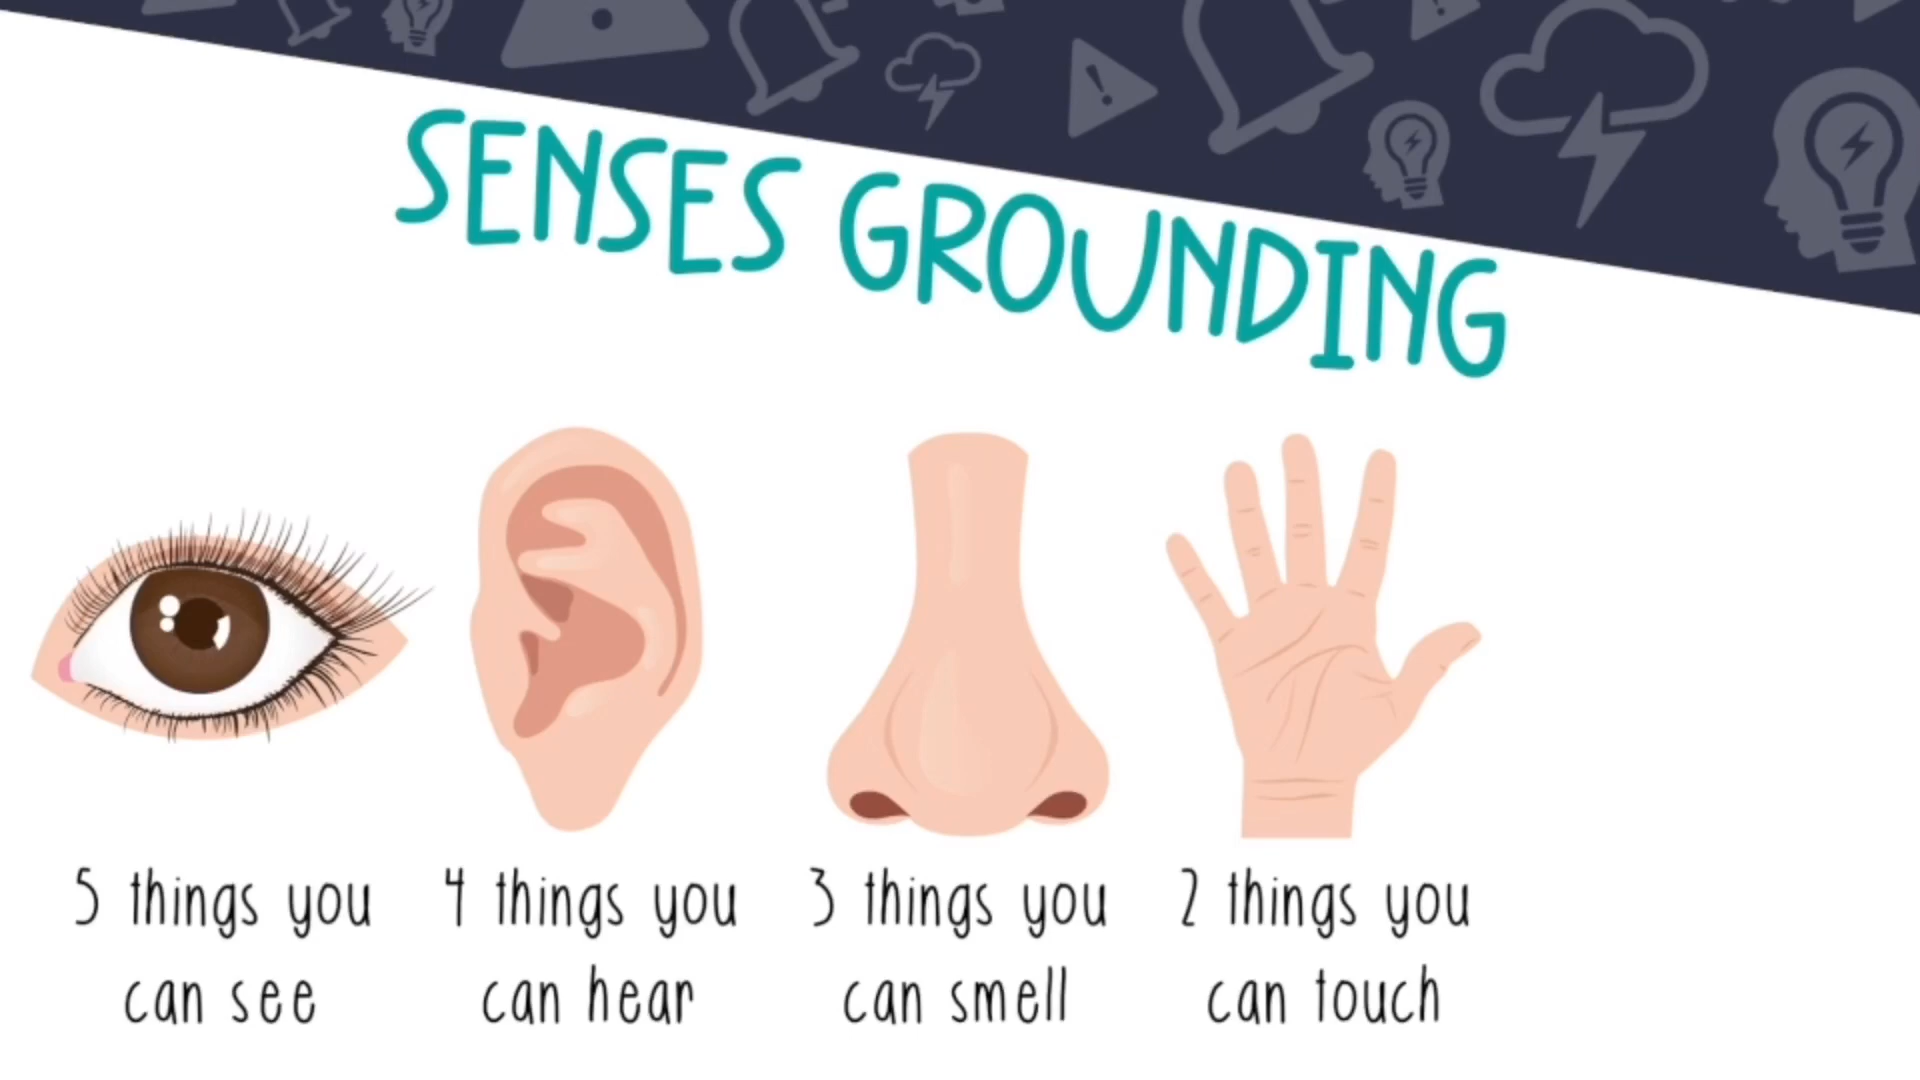 SENSES GROUNDING
5 things you
can see
4 things you
can hear
3 things you
can smell
2 things you
can touch